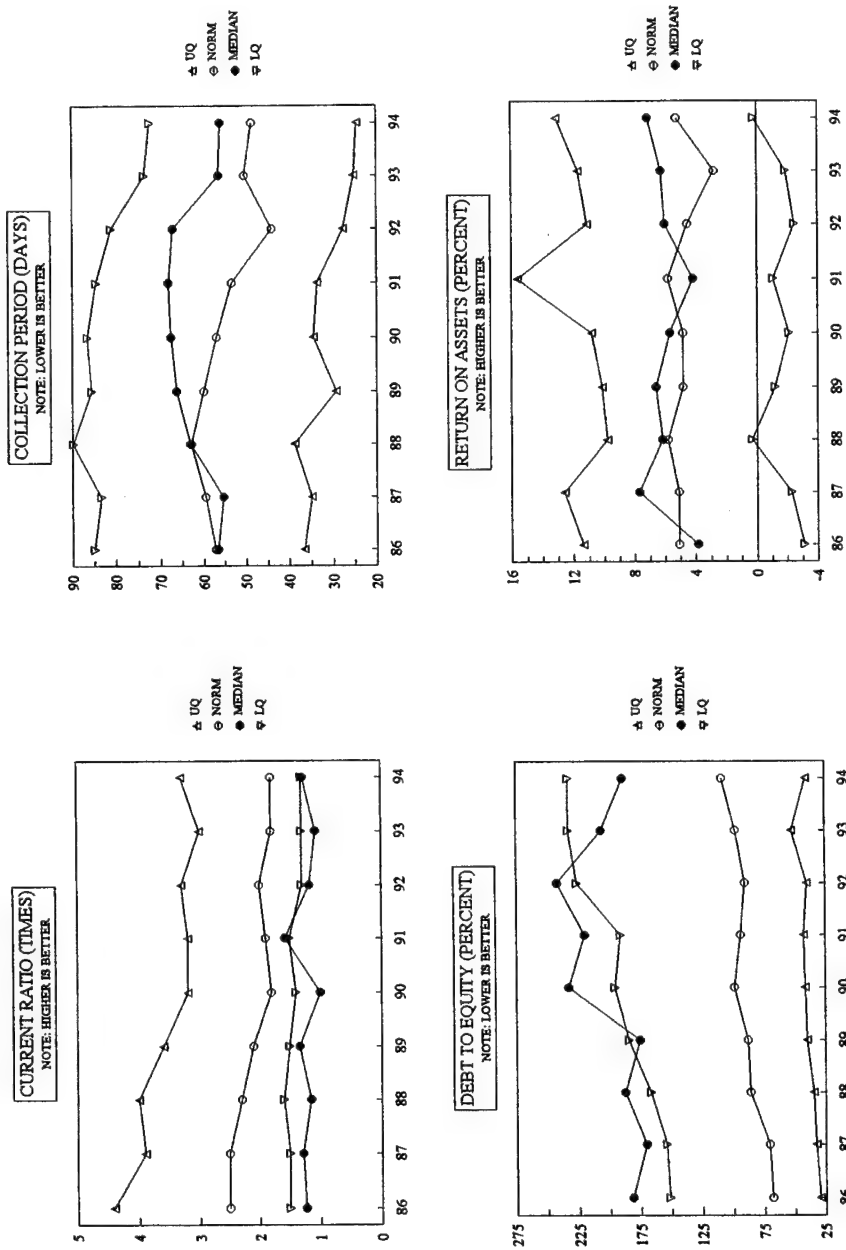 CURRENT RATIO (TIMES)
NOTE: HIGHER IS BETTER
5
4
3
2
1
0
86
87
88
89
90
91
92
93
94
UQ
NORM
MEDIAN
LQ
COLLECTION PERIOD (DAYS)
NOTE: LOWER IS BETTER
90
80
70
60
50
40
30
20
86
87
88
89
90
91
92
93
94
UQ
NORM
MEDIAN
LQ
DEBT TO EQUITY (PERCENT)
NOTE: LOWER IS BETTER
275
225
175
125
75
25
86
87
88
89
90
91
92
93
94
UQ
NORM
MEDIAN
LQ
RETURN ON ASSETS (PERCENT)
NOTE: HIGHER IS BETTER
16
12
8
4
0
-4
86
87
88
89
90
91
92
93
94
UQ
NORM
MEDIAN
LQ